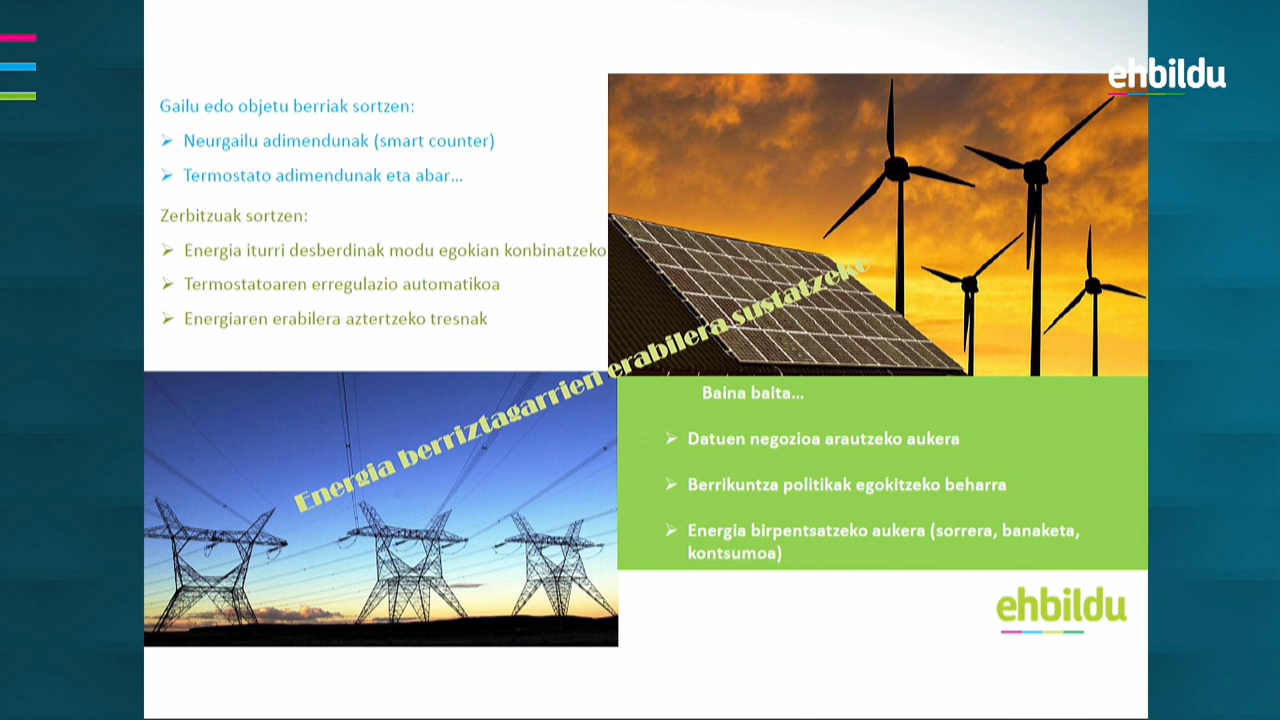 ehbildu
Gailu edo objetu berriak sortzen:
➢ Neurgailu adimendunak (smart counter)
➢ Termostato adimendunak eta abar...
Zerbitzuak sortzen:
➢ Energia iturri desberdinak modu egokian konbinatzeko
➢ Termostatoaren erregulazio automatikoa
➢ Energiaren erabilera aztertzeko tresnak
Energia berriztagarrien erabilera sustatzeko
Baina baita...
➢ Datuen negozioa arautzeko aukera
➢ Berrikuntza politikak egokitzeko beharra
➢ Energia birpentsatzeko aukera (sorrera, banaketa,
kontsumoa)
ehbildu